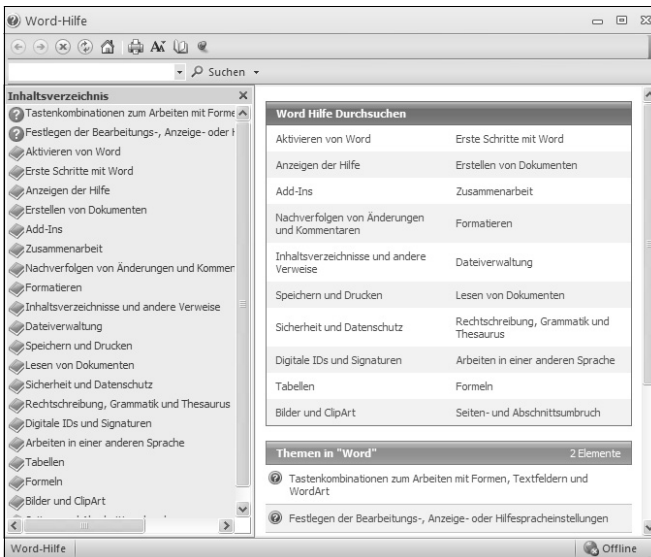 Word-Hilfe
Suchen
Inhaltsverzeichnis
Tastenkombinationen zum Arbeiten mit Forme
Festlegen der Bearbeitungs-, Anzeige- oder H
Aktivieren von Word
Erste Schritte mit Word
Anzeigen der Hilfe
Erstellen von Dokumenten
Add-Ins
Zusammenarbeit
Nachverfolgen von Änderungen und Kommen
Formatieren
Inhaltsverzeichnisse und andere Verweise
Dateiverwaltung
Speichern und Drucken
Lesen von Dokumenten
Sicherheit und Datenschutz
Rechtschreibung, Grammatik und Thesaurus
Digitale IDs und Signaturen
Arbeiten in einer anderen Sprache
Tabellen
Formeln
Bilder und ClipArt
Word Hilfe Durchsuchen
Aktivieren von Word
Erste Schritte mit Word
Anzeigen der Hilfe
Erstellen von Dokumenten
Add-Ins
Zusammenarbeit
Nachverfolgen von Änderungen
und Kommentaren
Formatieren
Inhaltsverzeichnisse und andere
Verweise
Dateiverwaltung
Speichern und Drucken
Lesen von Dokumenten
Sicherheit und Datenschutz
Rechtschreibung, Grammatik und
Thesaurus
Digitale IDs und Signaturen
Arbeiten in einer anderen Sprache
Tabellen
Formeln
Bilder und ClipArt
Seiten- und Abschnittsumbruch
Themen in "Word" 2 Elemente
Tastenkombinationen zum Arbeiten mit Formen, Textfeldern und
WordArt
Festlegen der Bearbeitungs-, Anzeige- oder Hilfespracheinstellungen
Word-Hilfe
Offline